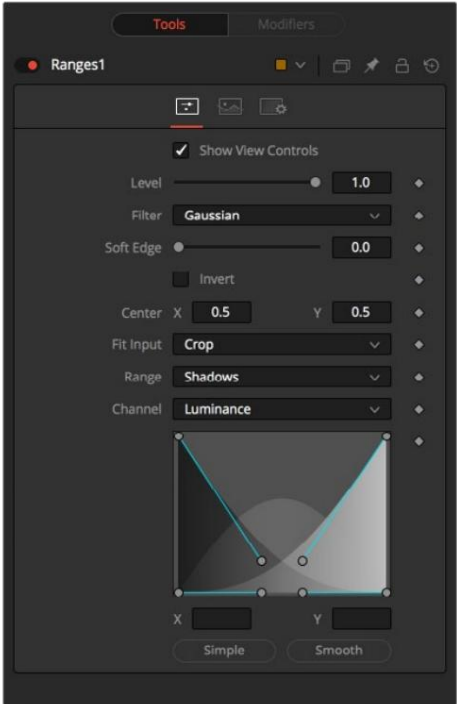 Tools Modifiers
Ranges1
Show View Controls
Level 1.0
Filter Gaussian
Soft Edge 0.0
Invert
Center X 0.5 Y 0.5
Fit Input Crop
Range Shadows
Channel Luminance
X Y
Simple Smooth